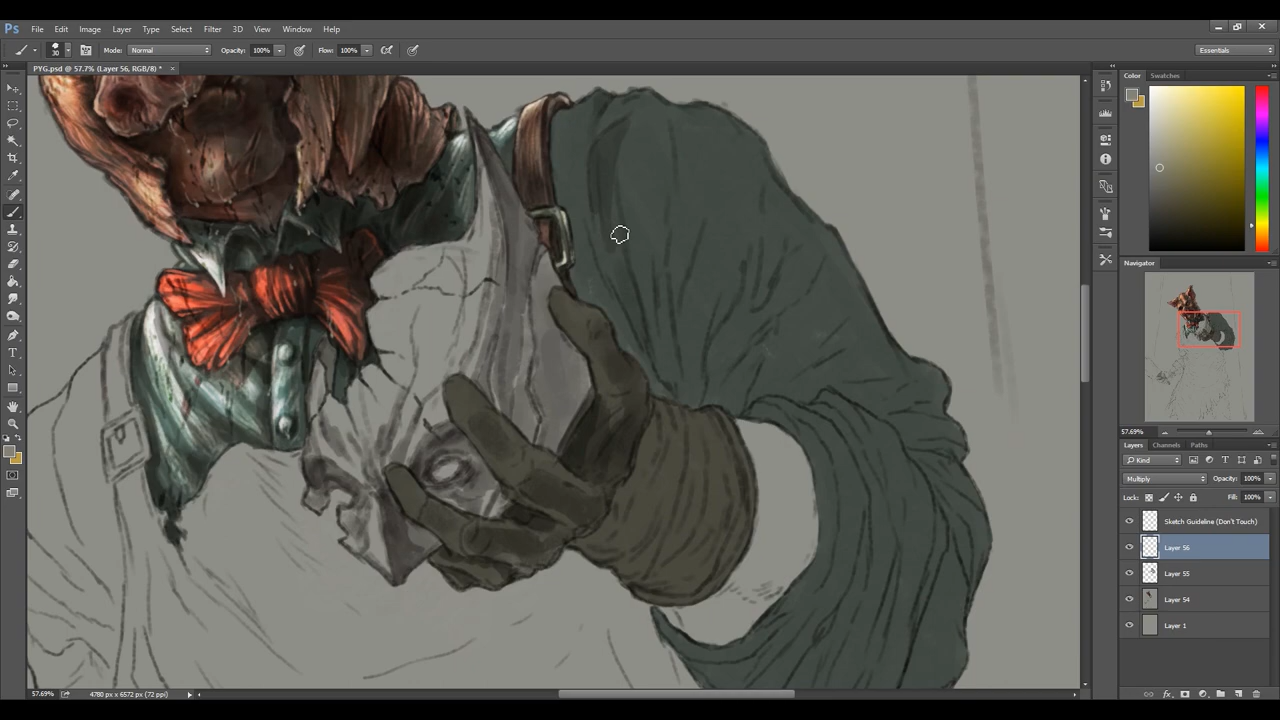 Ps File Edit Image Layer Type Select Filter 3D View Window Help
30 Mode: Normal Opacity: 100% Flow: 100% Essentials
PYG.psd @ 57.7% (Layer 56, RGB/8) * ×
Color Swatches
Navigator
57.69%
Layers Channels Paths
Kind
Multiply Opacity: 100%
Lock: Fill: 100%
Sketch Guideline (Don't Touch)
Layer 56
Layer 55
Layer 54
Layer 1
57.69% 4780 px x 6572 px (72 ppi)